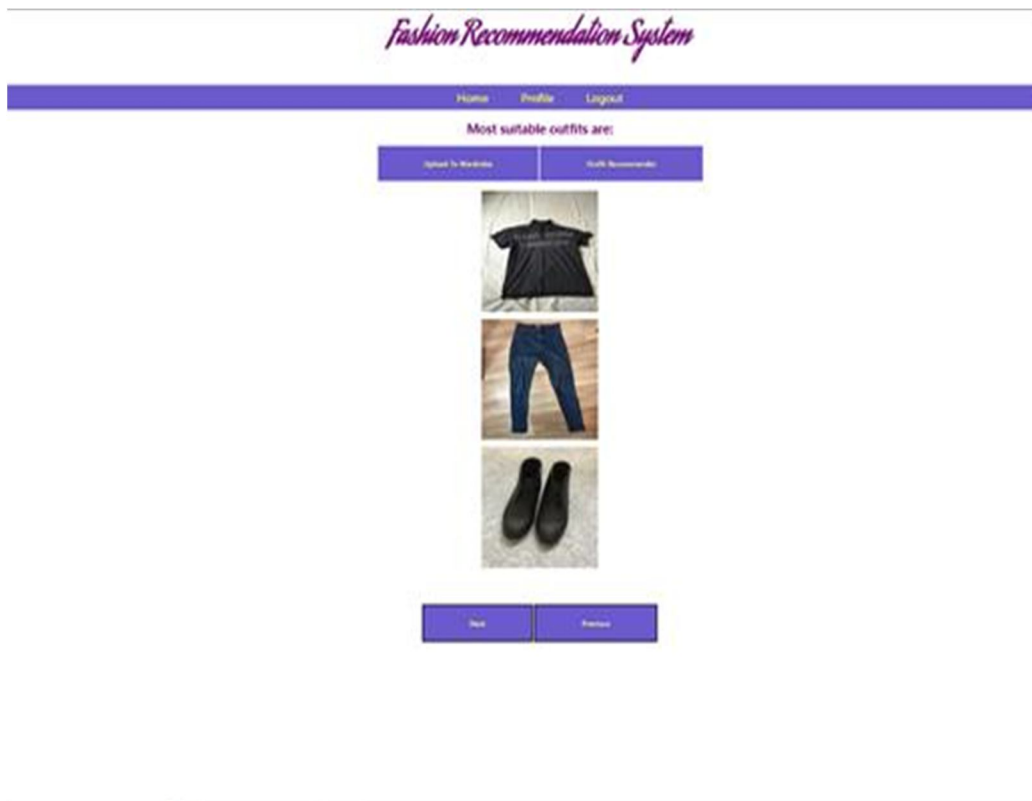 Fashion Recommendation System
Home Profile Logout
Most suitable outfits are:
Upload To Wardrobe Outfit Recommender
Next Previous